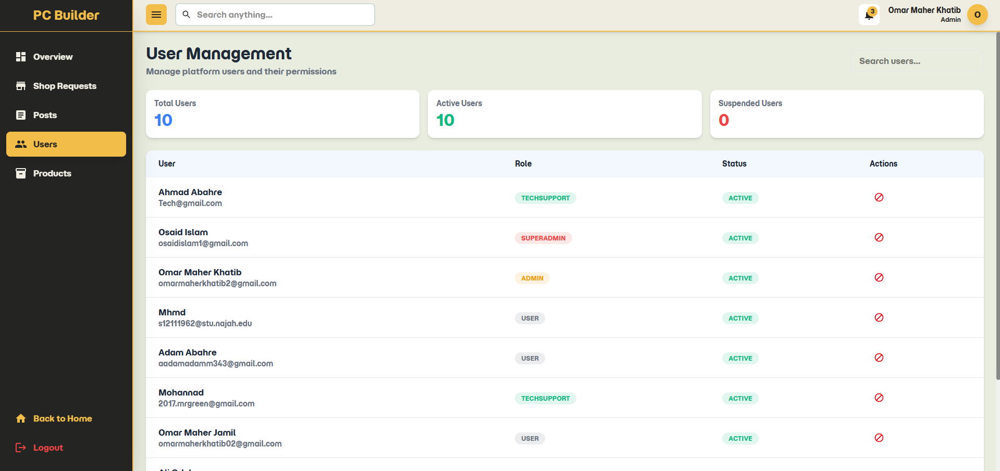 PC Builder
Search anything...
3
Omar Maher Khatib
Admin
O
Overview
Shop Requests
Posts
Users
Products
Back to Home
Logout
User Management
Manage platform users and their permissions
Search users...
Total Users
10
Active Users
10
Suspended Users
0
User Role Status Actions
Ahmad Abahre
Tech@gmail.com
TECHSUPPORT ACTIVE
Osaid Islam
osaidislam1@gmail.com
SUPERADMIN ACTIVE
Omar Maher Khatib
omarmaherkhatib2@gmail.com
ADMIN ACTIVE
Mhmd
s12111962@stu.najah.edu
USER ACTIVE
Adam Abahre
aadamadamm343@gmail.com
USER ACTIVE
Mohannad
2017.mrgreen@gmail.com
TECHSUPPORT ACTIVE
Omar Maher Jamil
omarmaherkhatib02@gmail.com
USER ACTIVE